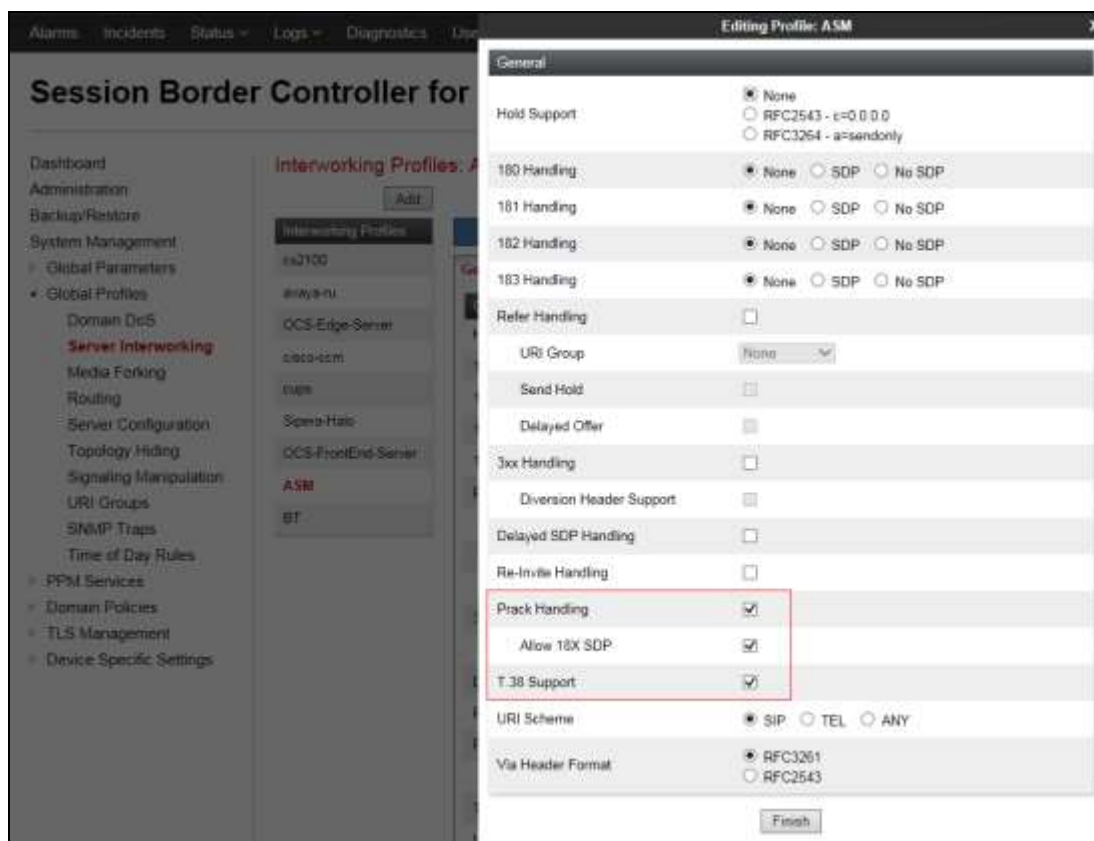 Alarms Incidents Status Logs Diagnostics Use
Session Border Controller for
Dashboard
Administration
Backup/Restore
System Management
Global Parameters
Global Profiles
Domain DoS
Server Interworking
Media Forking
Routing
Server Configuration
Topology Hiding
Signaling Manipulation
URI Groups
SNMP Traps
Time of Day Rules
PPM Services
Domain Policies
TLS Management
Device Specific Settings
Interworking Profiles: A
Add
Interworking Profiles
cs2100
avaya-ru
OCS-Edge-Server
cisco-ccm
cups
Sipera-Halo
OCS-FrontEnd-Server
ASM
BT
Editing Profile: ASM
X
General
Hold Support
None
RFC2543 - c=0.0.0.0
RFC3264 - a=sendonly
180 Handling None SDP No SDP
181 Handling None SDP No SDP
182 Handling None SDP No SDP
183 Handling None SDP No SDP
Refer Handling
URI Group None
Send Hold
Delayed Offer
3xx Handling
Diversion Header Support
Delayed SDP Handling
Re-Invite Handling
Prack Handling
Allow 18X SDP
T.38 Support
URI Scheme SIP TEL ANY
Via Header Format
RFC3261
RFC2543
Finish